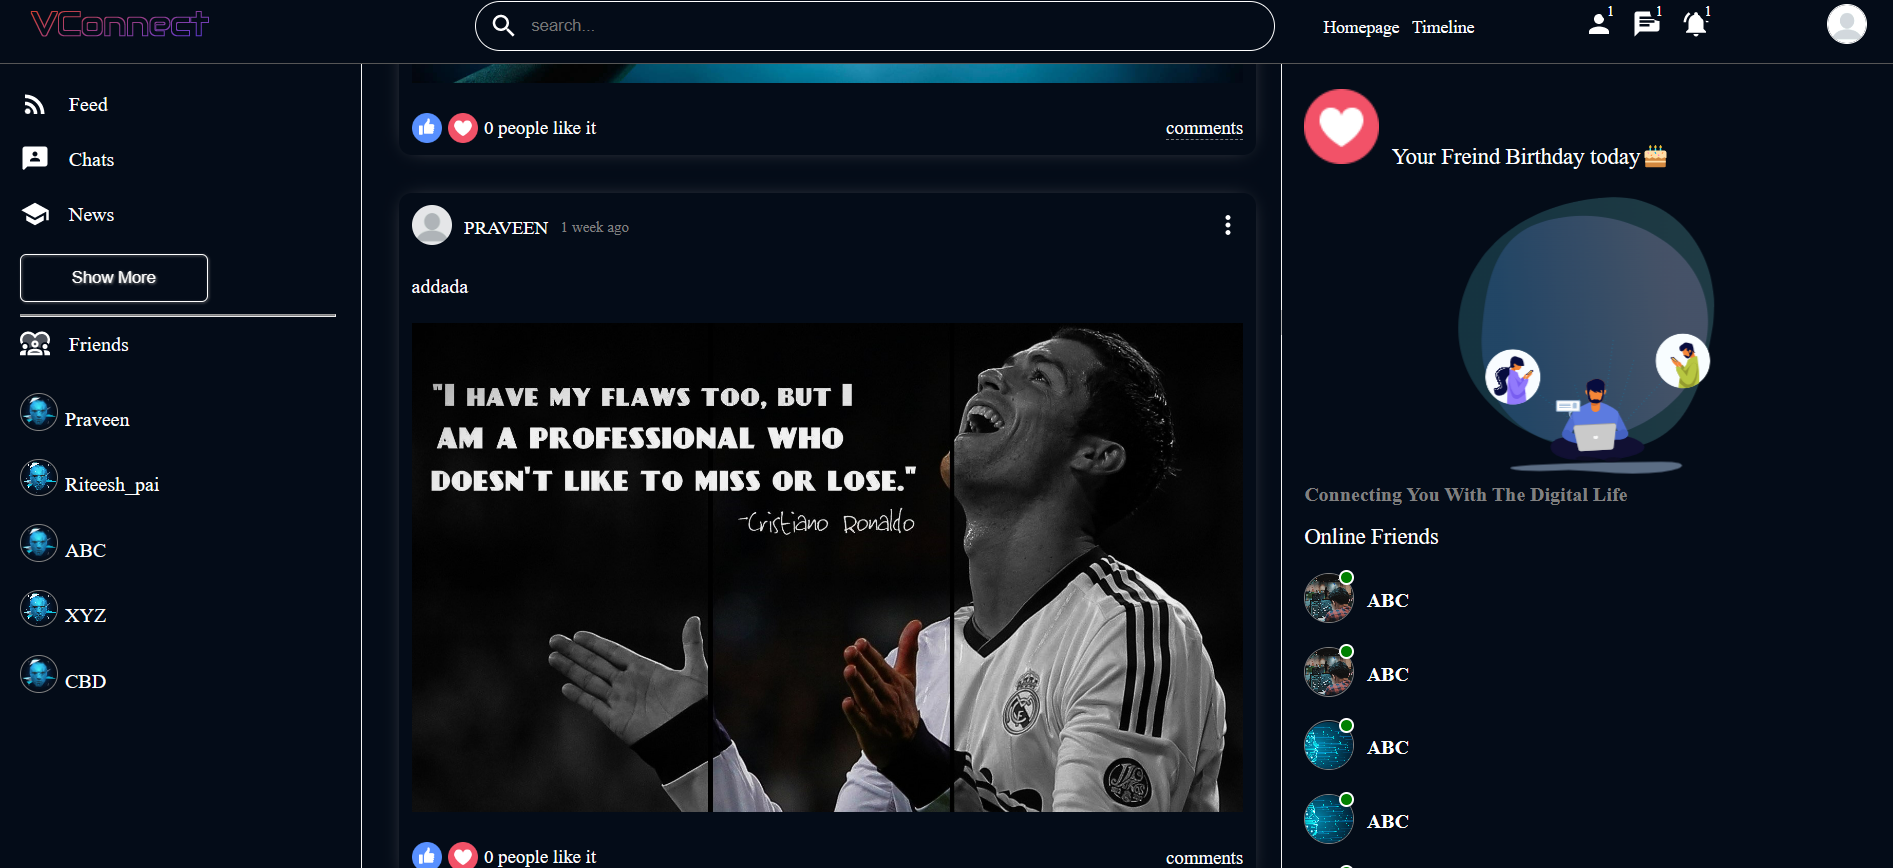 VConnect
search...
Homepage Timeline
1 1 1
Feed
Chats
News
Show More
Friends
Praveen
Riteesh_pai
ABC
XYZ
CBD
0 people like it
comments
PRAVEEN 1 week ago
addada
"I HAVE MY FLAWS TOO, BUT I
AM A PROFESSIONAL WHO
DOESN'T LIKE TO MISS OR LOSE."
-Cristiano Ronaldo
0 people like it
comments
Your Freind Birthday today🎂
Connecting You With The Digital Life
Online Friends
ABC
ABC
ABC
ABC